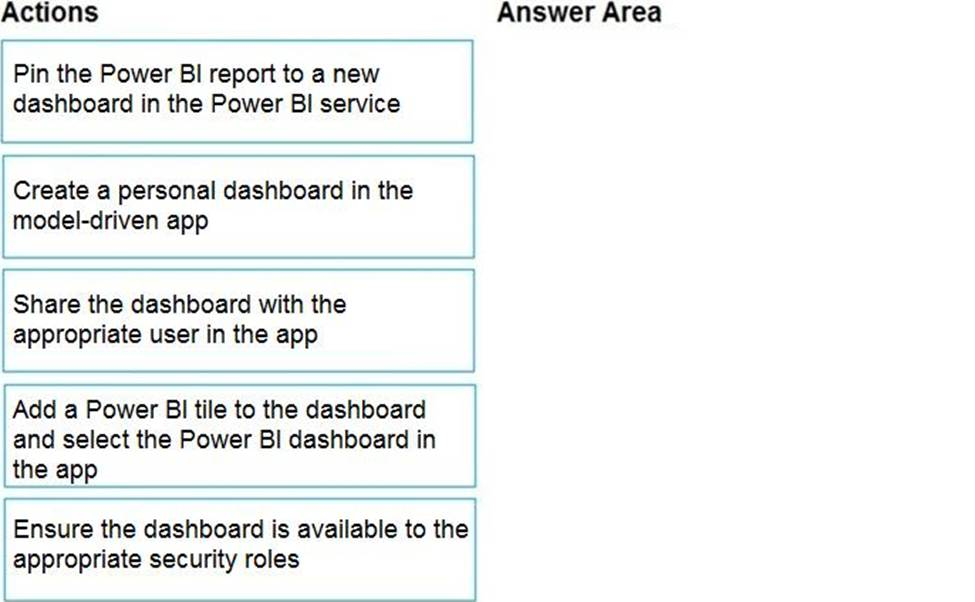 Actions
Answer Area
Pin the Power BI report to a new
dashboard in the Power BI service
Create a personal dashboard in the
model-driven app
Share the dashboard with the
appropriate user in the app
Add a Power BI tile to the dashboard
and select the Power BI dashboard in
the app
Ensure the dashboard is available to the
appropriate security roles